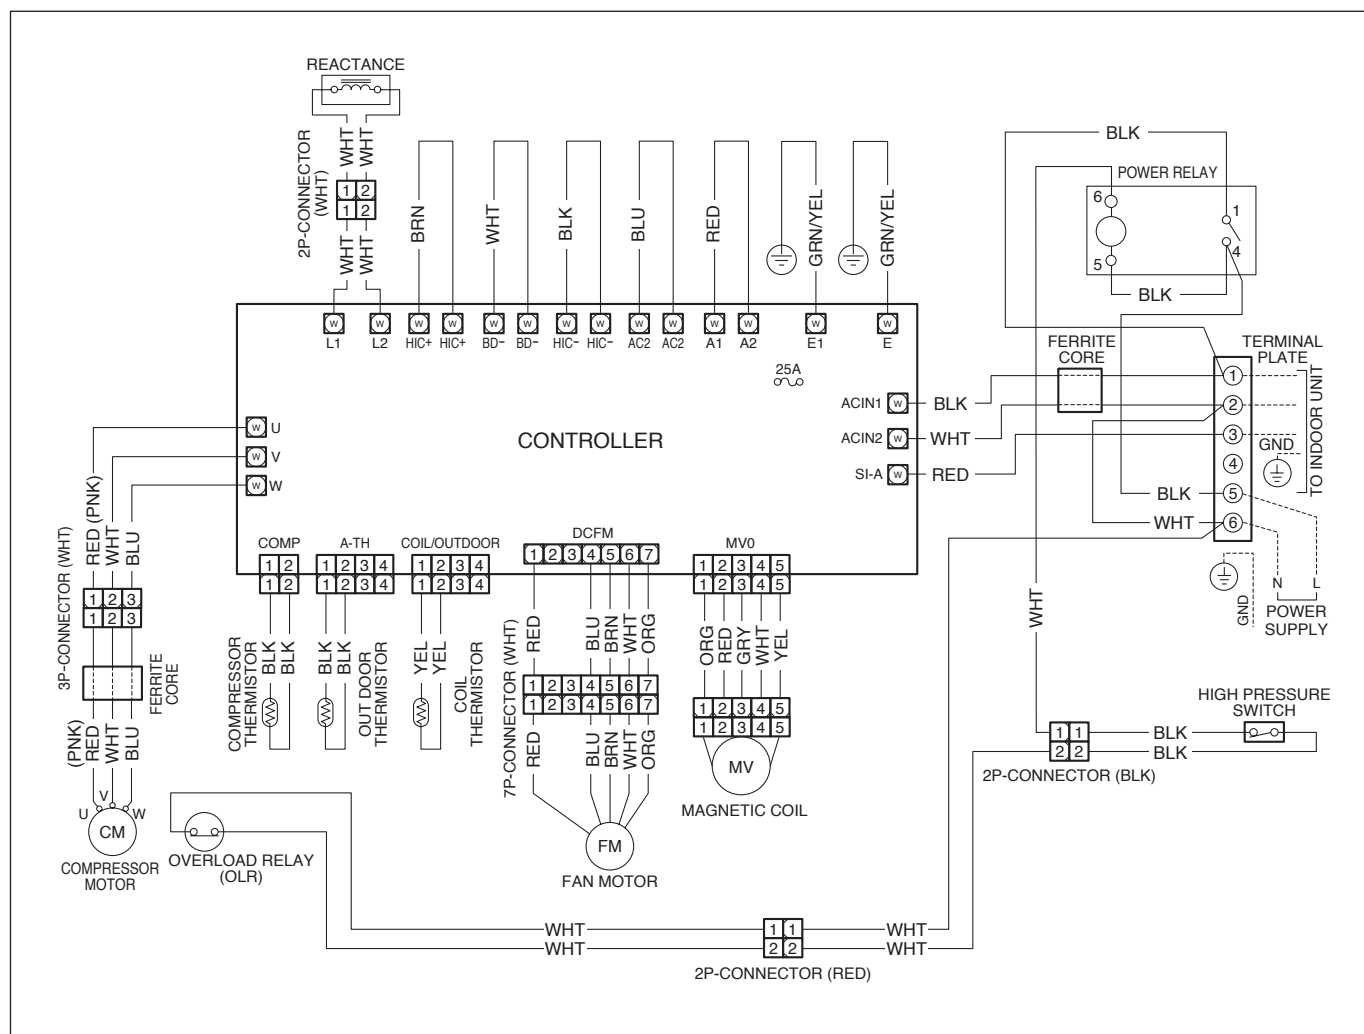 REACTANCE
2P-CONNECTOR
(WHT)
WHT
WHT
1 2
1 2
WHT
WHT
BRN
WHT
BLK
BLU
RED
GRN/YEL
GRN/YEL
BLK
POWER RELAY
6
1
5
4
BLK
W W W W W W W W W W W W
L1 L2 HIC+ HIC+ BD- BD- HIC- HIC- AC2 AC2 A1 A2 E1 E
25A
FERRITE
CORE
TERMINAL
PLATE
ACIN1 W BLK
ACIN2 W WHT
SI-A W RED
1
2
3
4
5
6
GND
TO INDOOR UNIT
BLK
WHT
GND
N L
POWER
SUPPLY
CONTROLLER
W U
W V
W W
RED (PNK)
WHT
BLU
3P-CONNECTOR (WHT)
1 2 3
1 2 3
FERRITE
CORE
(PNK)
RED
WHT
BLU
U V W
CM
COMPRESSOR
MOTOR
COMP
1 2
1 2
BLK
BLK
COMPRESSOR
THERMISTOR
A-TH
1 2 3 4
1 2 3 4
BLK
BLK
OUT DOOR
THERMISTOR
COIL/OUTDOOR
1 2 3 4
1 2 3 4
YEL
YEL
COIL
THERMISTOR
DCFM
1 2 3 4 5 6 7
RED
BLU
BRN
WHT
ORG
7P-CONNECTOR (WHT)
1 2 3 4 5 6 7
1 2 3 4 5 6 7
RED
BLU
BRN
WHT
ORG
FM
FAN MOTOR
MV0
1 2 3 4 5
1 2 3 4 5
ORG
RED
GRY
WHT
YEL
1 2 3 4 5
1 2 3 4 5
MV
MAGNETIC COIL
WHT
HIGH PRESSURE
SWITCH
1 1 BLK
2 2 BLK
2P-CONNECTOR (BLK)
OVERLOAD RELAY
(OLR)
WHT 1 1 WHT
WHT 2 2 WHT
2P-CONNECTOR (RED)